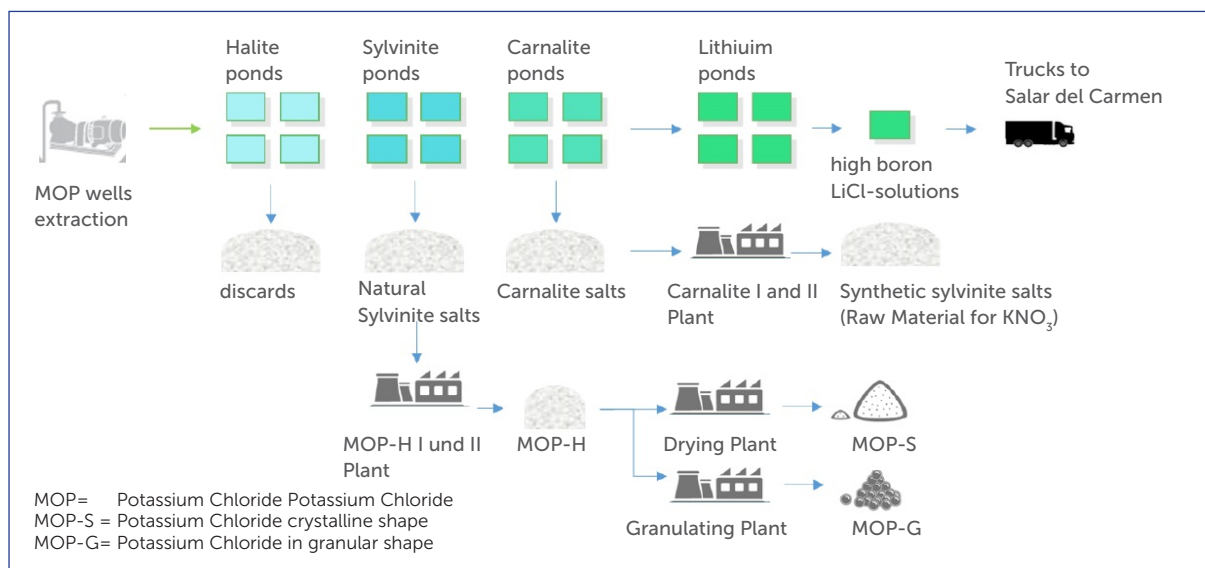 Halite
ponds
Sylvinite
ponds
Carnalite
ponds
Lithuim
ponds
Trucks to
Salar del Carmen
MOP wells
extraction
high boron
LiCl-solutions
discards
Natural
Sylvinite salts
Carnalite salts
Carnalite I and II
Plant
Synthetic sylvinite salts
(Raw Material for KNO₃)
MOP-H I und II
Plant
MOP-H
Drying Plant
MOP-S
Granulating Plant
MOP-G
MOP= Potassium Chloride Potassium Chloride
MOP-S = Potassium Chloride crystalline shape
MOP-G= Potassium Chloride in granular shape